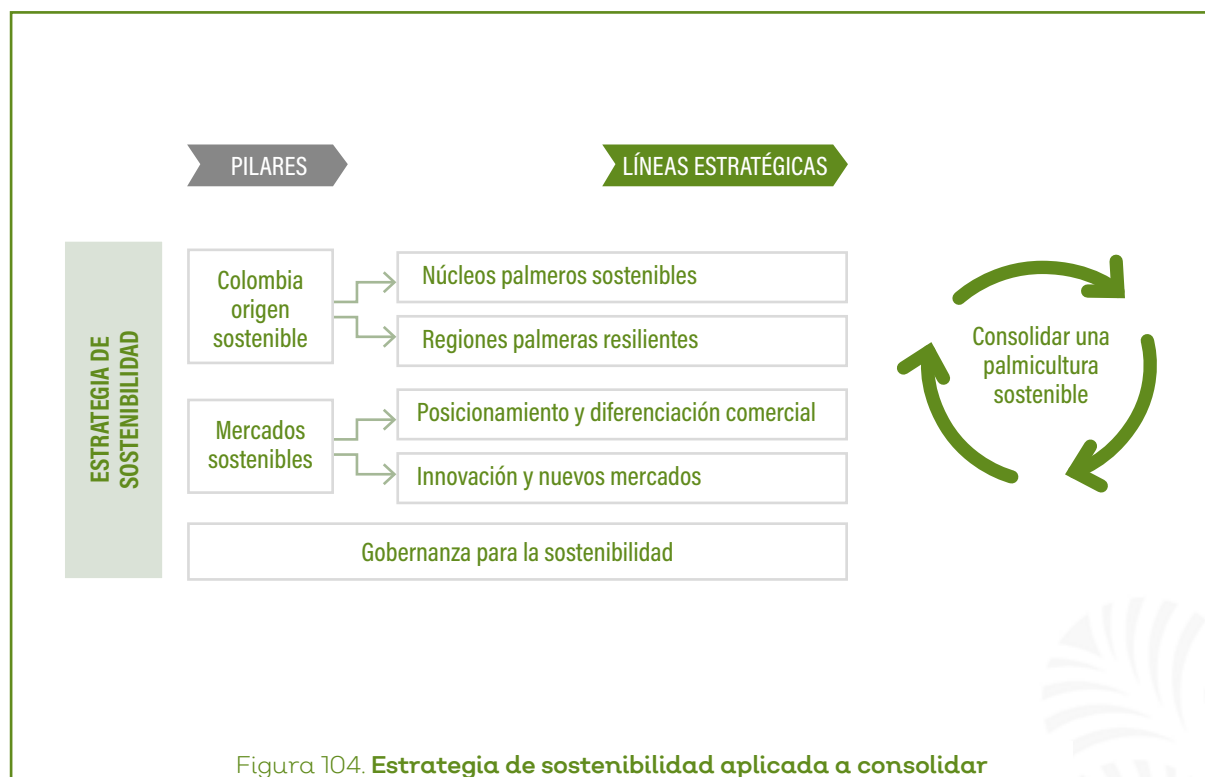 PILARES
LÍNEAS ESTRATÉGICAS
ESTRATEGIA DE
SOSTENIBILIDAD
Colombia
origen
sostenible
Núcleos palmeros sostenibles
Regiones palmeras resilientes
Mercados
sostenibles
Posicionamiento y diferenciación comercial
Innovación y nuevos mercados
Gobernanza para la sostenibilidad
Consolidar una
palmicultura
sostenible
Figura 104. Estrategia de sostenibilidad aplicada a consolidar